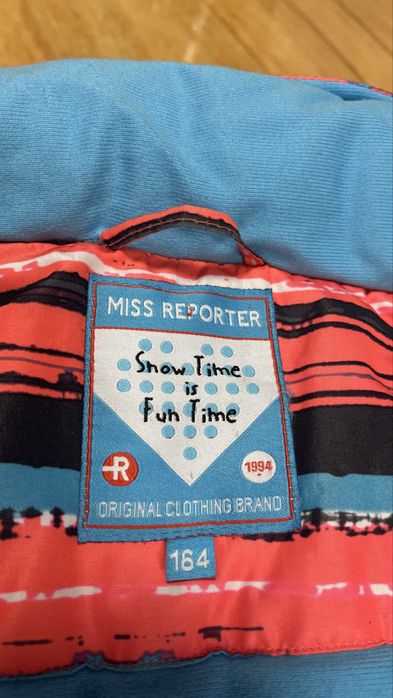 MISS REPORTER
Snow Time
is
Fun Time
R
1994
ORIGINAL CLOTHING BRAND
164